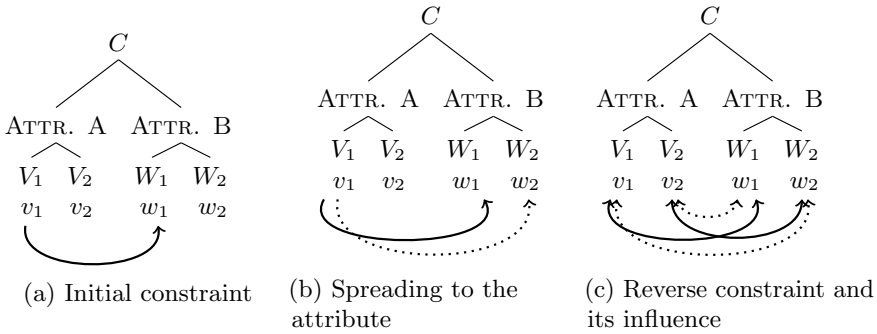 C
ATTR. A ATTR. B
V₁ V₂ W₁ W₂
v₁ v₂ w₁ w₂
(a) Initial constraint
C
ATTR. A ATTR. B
V₁ V₂ W₁ W₂
v₁ v₂ w₁ w₂
(b) Spreading to the
attribute
C
ATTR. A ATTR. B
V₁ V₂ W₁ W₂
v₁ v₂ w₁ w₂
(c) Reverse constraint and
its influence